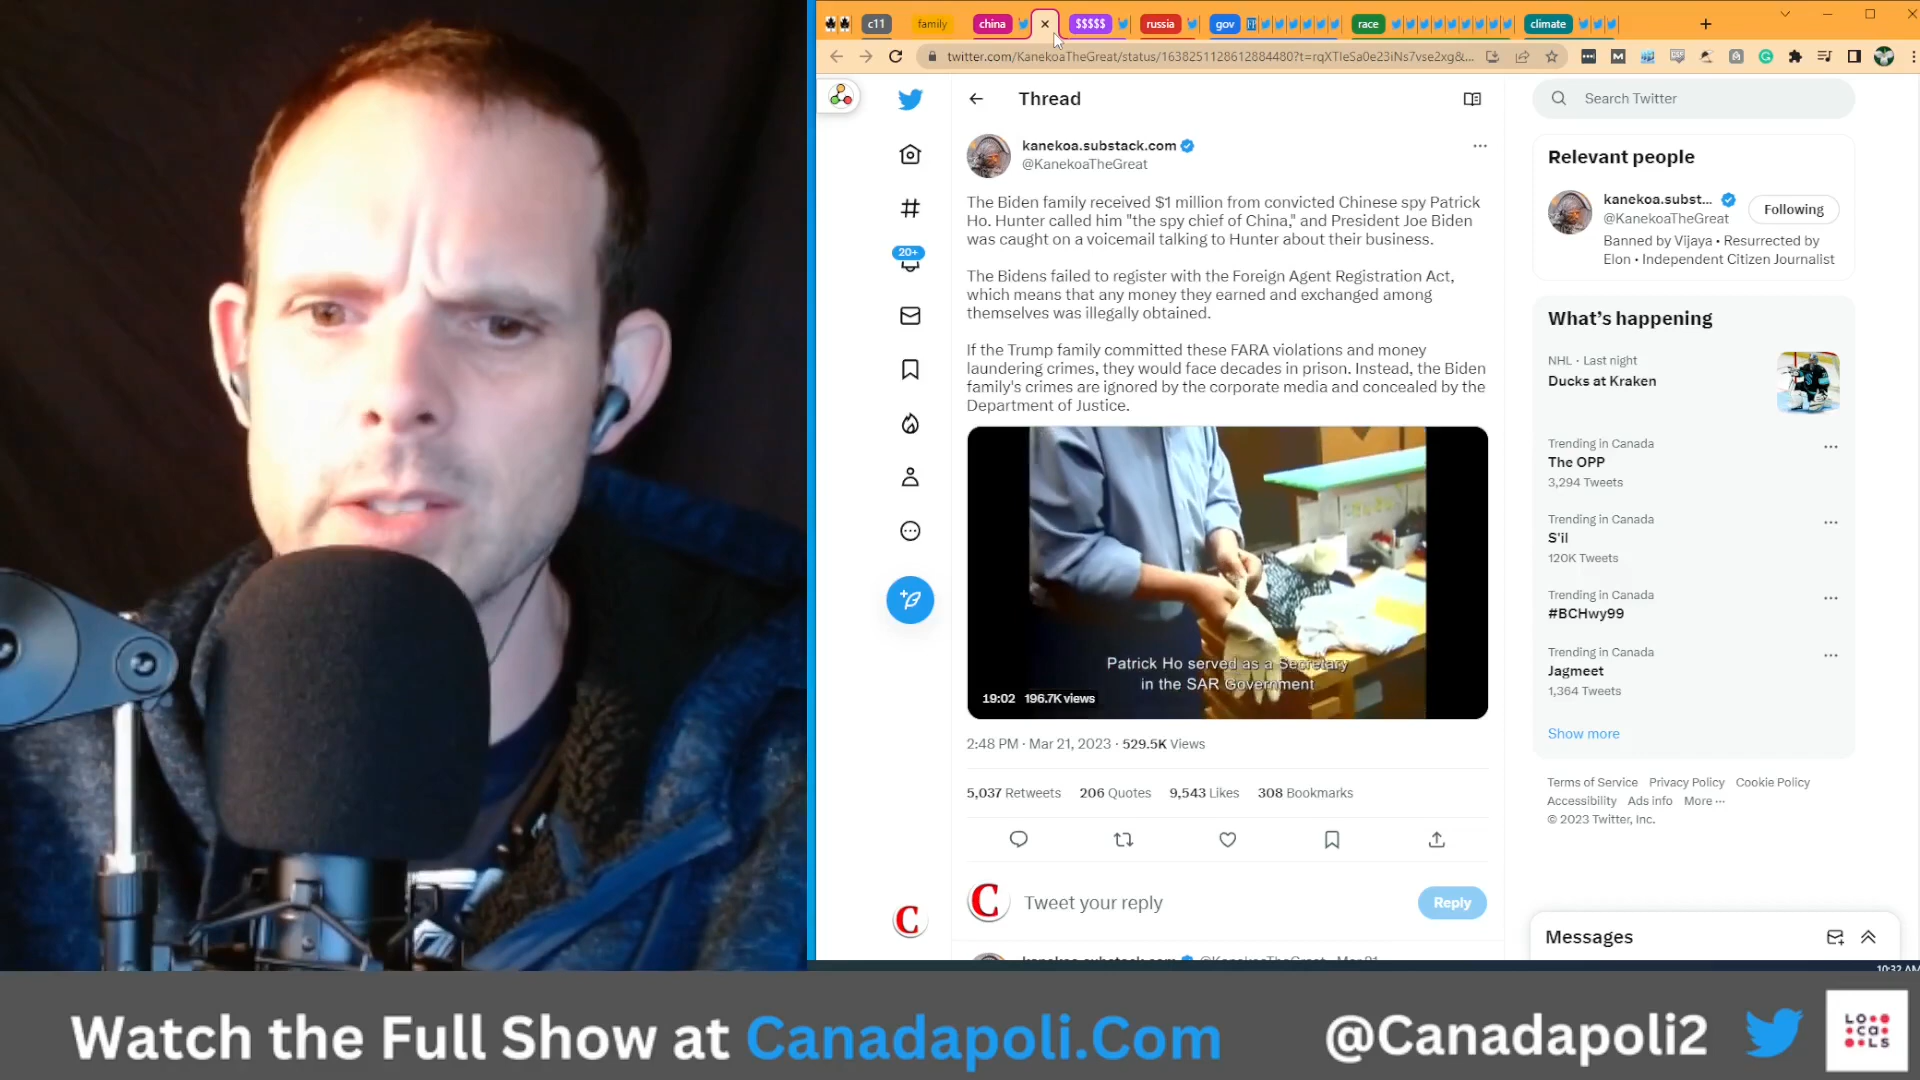 c11
family
china
$$$$$
russia
gov
race
climate
twitter.com/KanekoaTheGreat/status/1638251128612884480?t=rqXTIeSa0e23iNs7vse2xg&...
Thread
Search Twitter
kanekoa.substack.com
@KanekoaTheGreat
The Biden family received $1 million from convicted Chinese spy Patrick
Ho. Hunter called him "the spy chief of China," and President Joe Biden
was caught on a voicemail talking to Hunter about their business.
The Bidens failed to register with the Foreign Agent Registration Act,
which means that any money they earned and exchanged among
themselves was illegally obtained.
If the Trump family committed these FARA violations and money
laundering crimes, they would face decades in prison. Instead, the Biden
family's crimes are ignored by the corporate media and concealed by the
Department of Justice.
Patrick Ho served as a Secretary
in the SAR Government
19:02 196.7K views
2:48 PM · Mar 21, 2023 · 529.5K Views
5,037 Retweets 206 Quotes 9,543 Likes 308 Bookmarks
Tweet your reply
Reply
20+
Relevant people
kanekoa.subst...
@KanekoaTheGreat
Following
Banned by Vijaya • Resurrected by
Elon • Independent Citizen Journalist
What's happening
NHL · Last night
Ducks at Kraken
Trending in Canada
The OPP
3,294 Tweets
Trending in Canada
S'il
120K Tweets
Trending in Canada
#BCHwy99
Trending in Canada
Jagmeet
1,364 Tweets
Show more
Terms of Service Privacy Policy Cookie Policy
Accessibility Ads info More ···
© 2023 Twitter, Inc.
Messages
10:32 AM
C
C
Watch the Full Show at Canadapoli.Com
@Canadapoli2
LO
ca
LS